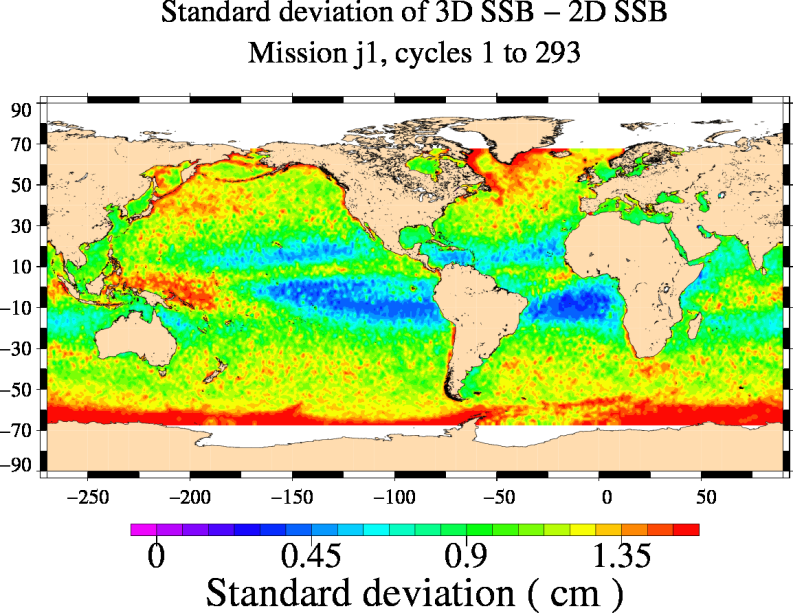 Standard deviation of 3D SSB – 2D SSB
Mission j1, cycles 1 to 293
90
70
50
30
10
−10
−30
−50
−70
−90
−250 −200 −150 −100 −50 0 50
0 0.45 0.9 1.35
Standard deviation ( cm )